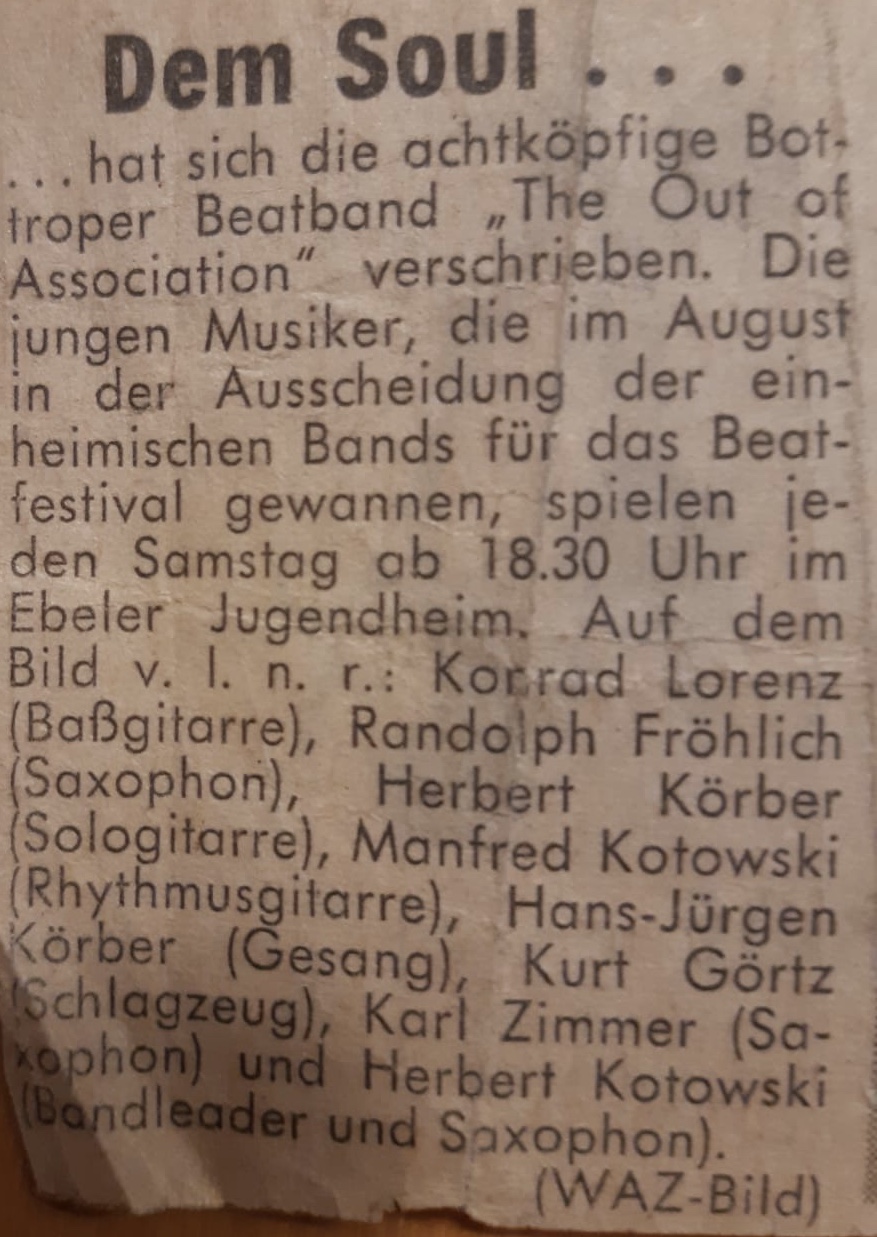 Dem Soul . . .
. . . hat sich die achtköpfige Bot-
troper Beatband „The Out of
Association“ verschrieben. Die
jungen Musiker, die im August
in der Ausscheidung der ein-
heimischen Bands für das Beat-
festival gewannen, spielen je-
den Samstag ab 18.30 Uhr im
Ebeler Jugendheim. Auf dem
Bild v. l. n. r.: Konrad Lorenz
(Baßgitarre), Randolph Fröhlich
(Saxophon), Herbert Körber
(Sologitarre), Manfred Kotowski
(Rhythmusgitarre), Hans-Jürgen
Körber (Gesang), Kurt Görtz
(Schlagzeug), Karl Zimmer (Sa-
xophon) und Herbert Kotowski
(Bandleader und Saxophon).
(WAZ-Bild)